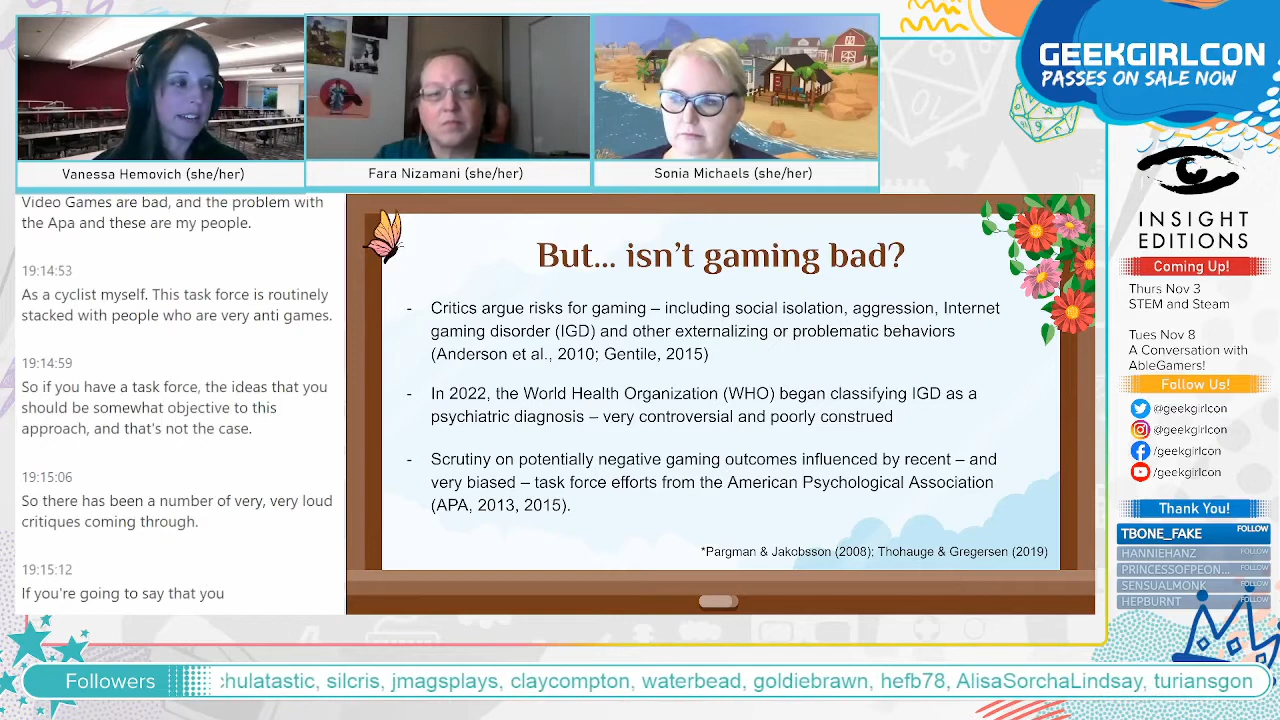 GEEKGIRLCON
PASSES ON SALE NOW
Vanessa Hemovich (she/her)
Fara Nizamani (she/her)
Sonia Michaels (she/her)
Video Games are bad, and the problem with
the Apa and these are my people.
19:14:53
As a cyclist myself. This task force is routinely
stacked with people who are very anti games.
19:14:59
So if you have a task force, the ideas that you
should be somewhat objective to this
approach, and that's not the case.
19:15:06
So there has been a number of very, very loud
critiques coming through.
19:15:12
If you're going to say that you
But... isn't gaming bad?
- Critics argue risks for gaming – including social isolation, aggression, Internet
gaming disorder (IGD) and other externalizing or problematic behaviors
(Anderson et al., 2010; Gentile, 2015)
- In 2022, the World Health Organization (WHO) began classifying IGD as a
psychiatric diagnosis – very controversial and poorly construed
- Scrutiny on potentially negative gaming outcomes influenced by recent – and
very biased – task force efforts from the American Psychological Association
(APA, 2013, 2015).
*Pargman & Jakobsson (2008); Thohauge & Gregersen (2019)
INSIGHT
EDITIONS
Coming Up!
Thurs Nov 3
STEM and Steam
Tues Nov 8
A Conversation with
AbleGamers!
Follow Us!
@geekgirlcon
@geekgirlcon
/geekgirlcon
/geekgirlcon
Thank You!
TBONE_FAKE FOLLOW
HANNIEHANZ FOLLOW
PRINCESSOFPEON... FOLLOW
SENSUALMONK FOLLOW
HEPBURNT FOLLOW
Followers
chulatastic, silcris, jmagsplays, claycompton, waterbead, goldiebrawn, hefb78, AlisaSorchaLindsay, turiansgon